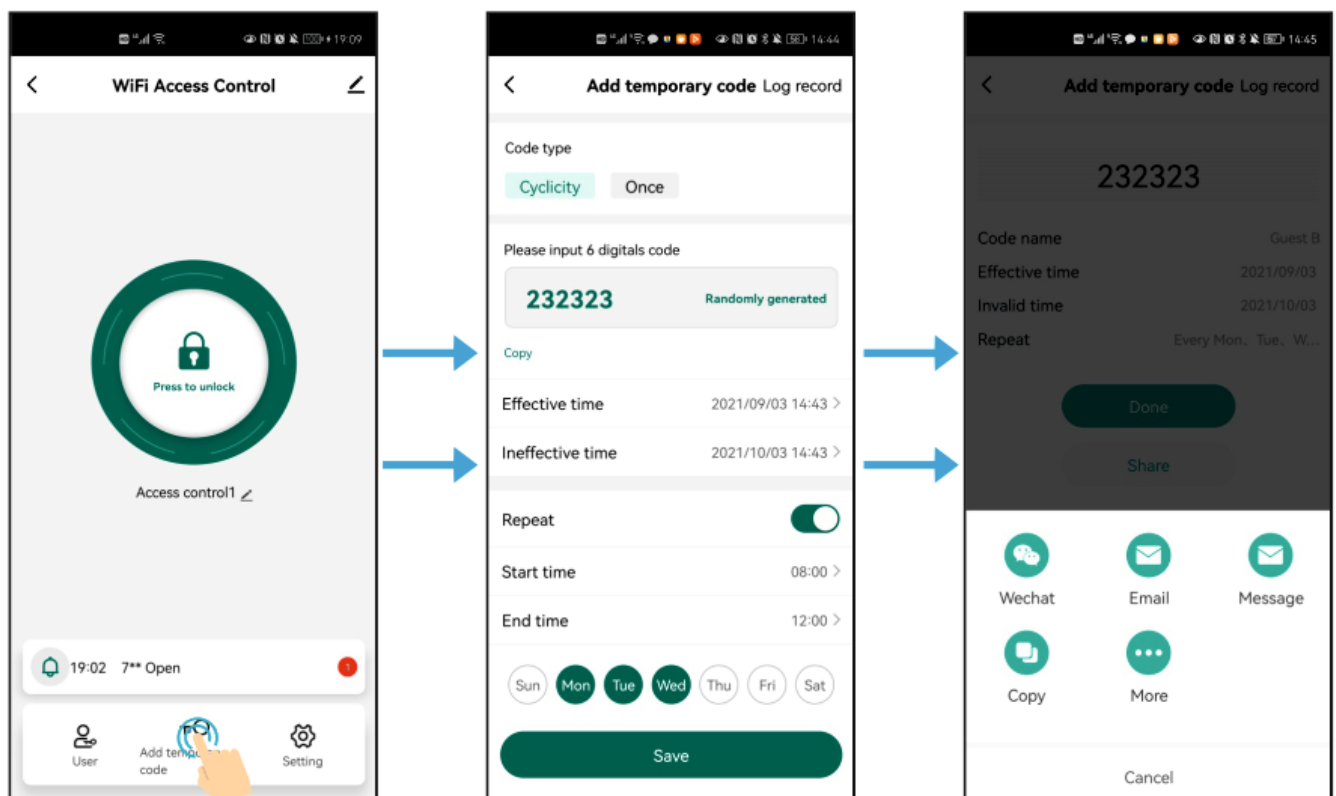 19:09
WiFi Access Control
Press to unlock
Access control1
19:02 7** Open
1
User
Add
code
Setting
14:44
Add temporary code Log record
Code type
Cyclicity Once
Please input 6 digitals code
232323 Randomly generated
Copy
Effective time 2021/09/03 14:43 >
Ineffective time 2021/10/03 14:43 >
Repeat
Start time 08:00 >
End time 12:00 >
Sun Mon Tue Wed Thu Fri Sat
Save
14:45
Add temporary code Log record
232323
Code name Guest B
Effective time 2021/09/03
Invalid time 2021/10/03
Repeat Every Mon、Tue、W...
Done
Share
Wechat Email Message
Copy More
Cancel